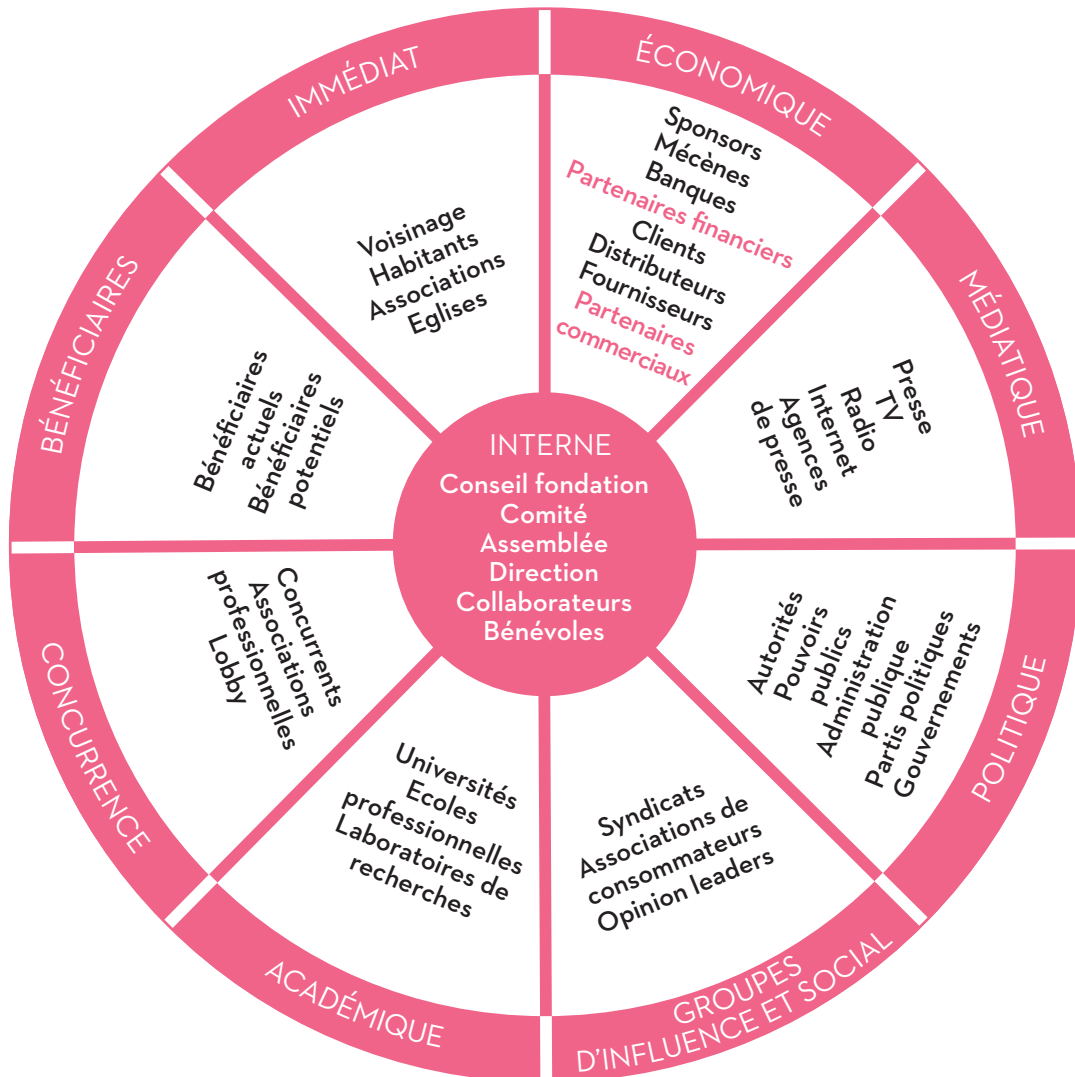 IMMÉDIAT
Voisinage
Habitants
Associations
Eglises
ÉCONOMIQUE
Sponsors
Mécènes
Banques
Partenaires financiers
Clients
Distributeurs
Fournisseurs
Partenaires
commerciaux
MÉDIATIQUE
Presse
TV
Radio
Internet
Agences
de presse
POLITIQUE
Autorités
Pouvoirs
publics
Administration
publique
Partis politiques
Gouvernements
GROUPES
D'INFLUENCE ET SOCIAL
Syndicats
Associations de
consommateurs
Opinion leaders
ACADÉMIQUE
Universités
Ecoles
professionnelles
Laboratoires de
recherches
CONCURRENCE
Concurrents
Associations
professionnelles
Lobby
BÉNÉFICIAIRES
Bénéficiaires
actuels
Bénéficiaires
potentiels
INTERNE
Conseil fondation
Comité
Assemblée
Direction
Collaborateurs
Bénévoles